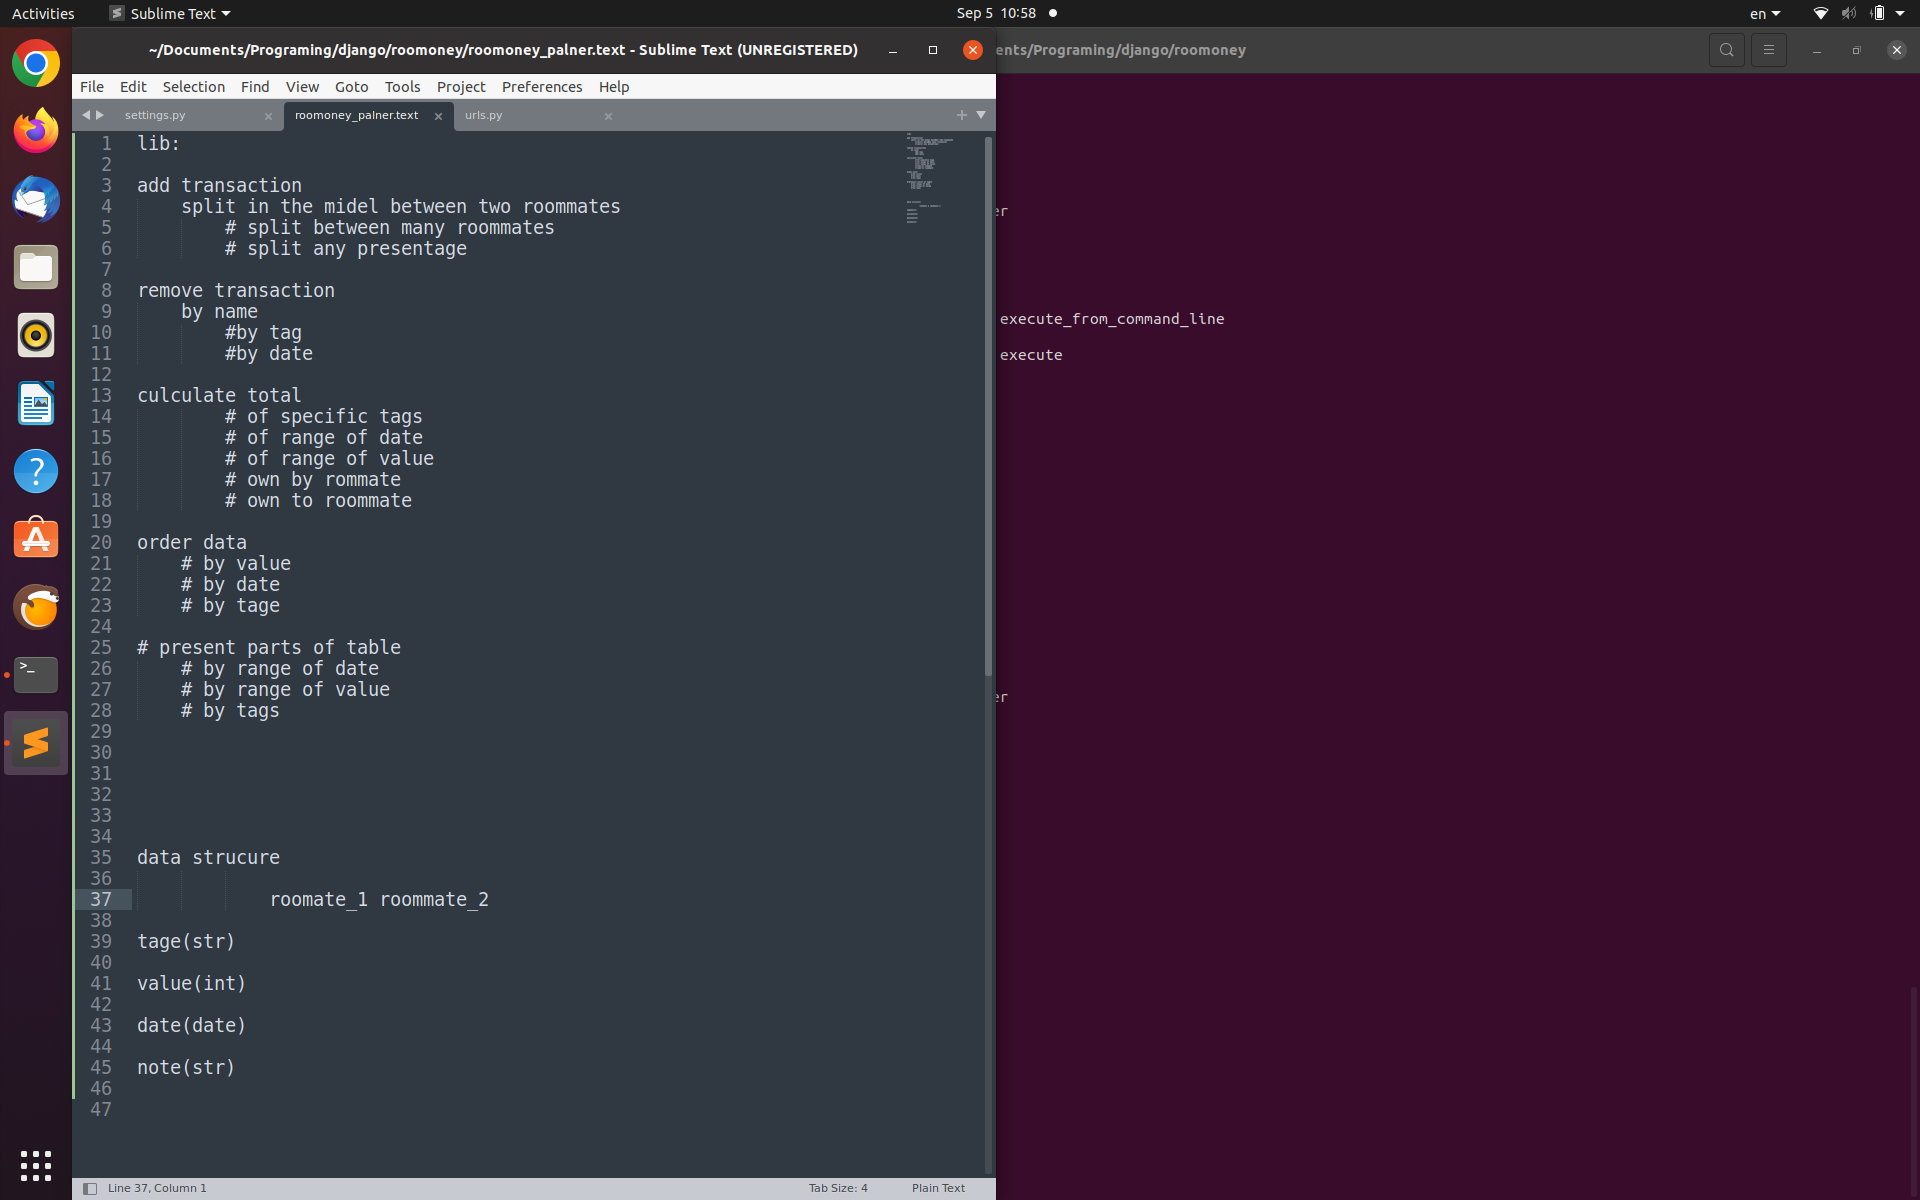 Activities
Sublime Text
Sep 5 10:58
en
~/Documents/Programing/django/roomoney/roomoney_palner.text - Sublime Text (UNREGISTERED)
ents/Programing/django/roomoney
File Edit Selection Find View Goto Tools Project Preferences Help
settings.py
roomoney_palner.text
urls.py
1 lib:
2
3 add transaction
4 split in the midel between two roommates
5 # split between many roommates
6 # split any presentage
7
8 remove transaction
9 by name
10 #by tag
11 #by date
12
13 culculate total
14 # of specific tags
15 # of range of date
16 # of range of value
17 # own by rommate
18 # own to roommate
19
20 order data
21 # by value
22 # by date
23 # by tage
24
25 # present parts of table
26 # by range of date
27 # by range of value
28 # by tags
29
30
31
32
33
34
35 data strucure
36
37 roomate_1 roommate_2
38
39 tage(str)
40
41 value(int)
42
43 date(date)
44
45 note(str)
46
47
er
execute_from_command_line
execute
er
Line 37, Column 1
Tab Size: 4
Plain Text